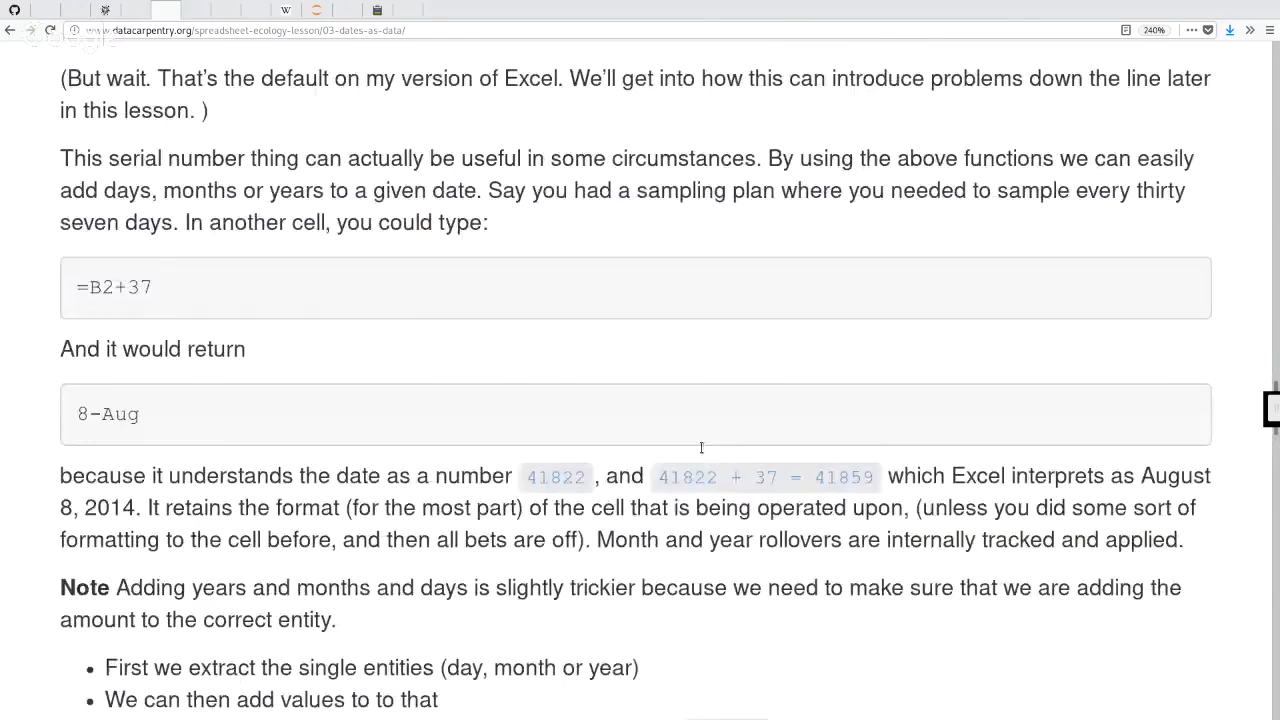 www.datacarpentry.org/spreadsheet-ecology-lesson/03-dates-as-data/
240%
(But wait. That’s the default on my version of Excel. We’ll get into how this can introduce problems down the line later
in this lesson. )
This serial number thing can actually be useful in some circumstances. By using the above functions we can easily
add days, months or years to a given date. Say you had a sampling plan where you needed to sample every thirty
seven days. In another cell, you could type:
=B2+37
And it would return
8-Aug
because it understands the date as a number 41822 , and 41822 + 37 = 41859 which Excel interprets as August
8, 2014. It retains the format (for the most part) of the cell that is being operated upon, (unless you did some sort of
formatting to the cell before, and then all bets are off). Month and year rollovers are internally tracked and applied.
Note Adding years and months and days is slightly trickier because we need to make sure that we are adding the
amount to the correct entity.
• First we extract the single entities (day, month or year)
• We can then add values to to that